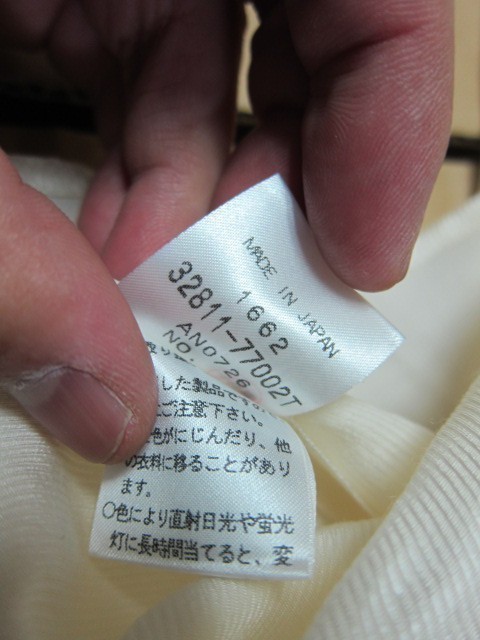 MADE IN JAPAN
1662
32811-77002T
AN0726
NO.
した製品です
ご注意下さい。
色がにじんだり、他
の衣料に移ることがあり
ます。
○色により直射日光や蛍光
灯に長時間当てると、変